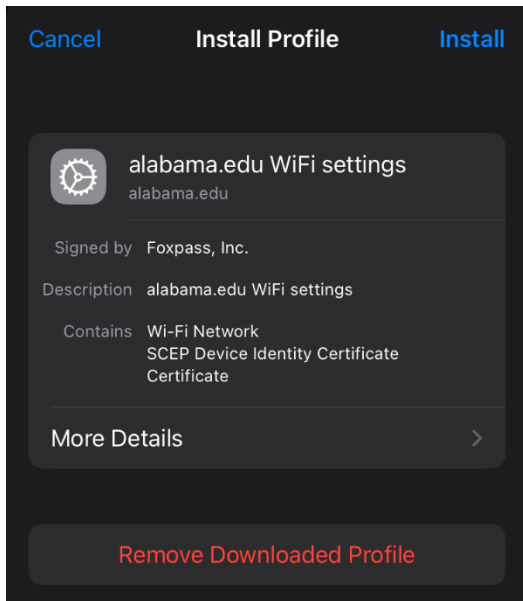 Cancel Install Profile Install
alabama.edu WiFi settings
alabama.edu
Signed by Foxpass, Inc.
Description alabama.edu WiFi settings
Contains Wi-Fi Network
SCEP Device Identity Certificate
Certificate
More Details
Remove Downloaded Profile